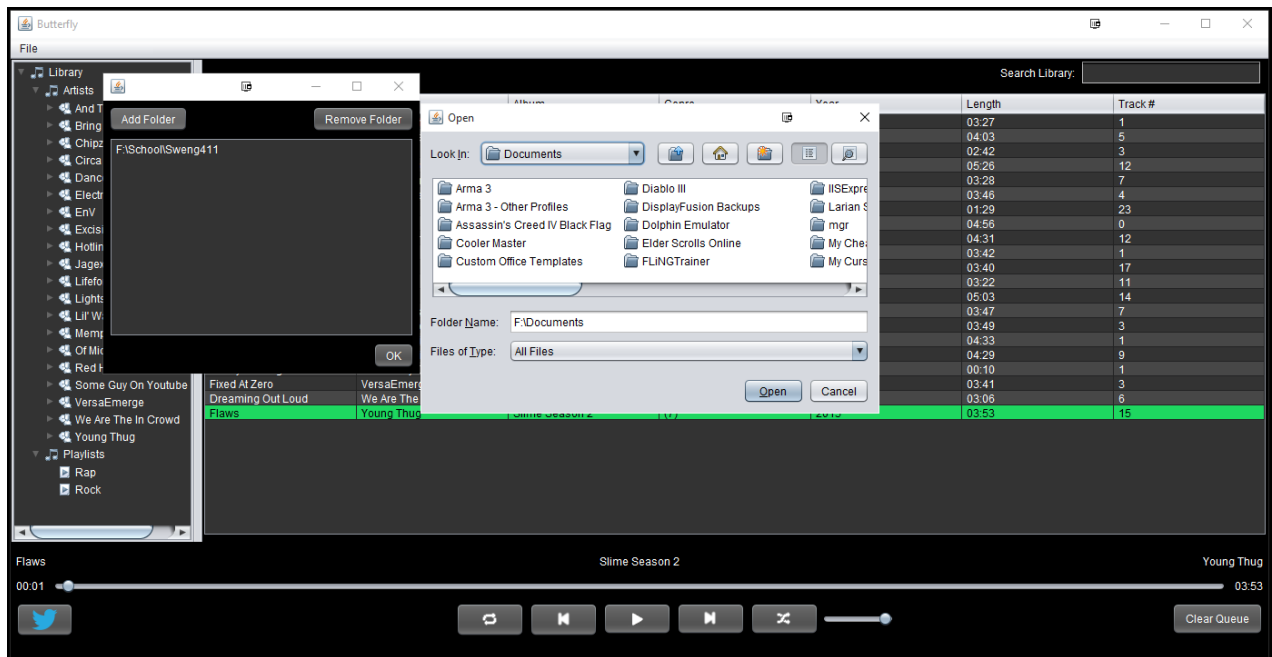 Butterfly
File
Library
Search Library:
Artists
And T
Bring
Chipz
Circa
Danc
Electr
EnV
Excisi
Hotlin
Jagex
Lifefo
Lights
Lil' W
Memp
Of Mic
Red H
Some Guy On Youtube
VersaEmerge
We Are The In Crowd
Young Thug
Playlists
Rap
Rock
Add Folder
Remove Folder
F:\School\Sweng411
OK
Open
Look In:
Documents
Arma 3
Diablo III
IISExpre
Arma 3 - Other Profiles
DisplayFusion Backups
Larian S
Assassin's Creed IV Black Flag
Dolphin Emulator
mgr
Cooler Master
Elder Scrolls Online
My Chea
Custom Office Templates
FLiNGTrainer
My Curs
Folder Name:
F:\Documents
Files of Type:
All Files
Open
Cancel
Length
Track #
03:27 1
04:03 5
02:42 3
05:26 12
03:28 7
03:46 4
01:29 23
04:56 0
04:31 12
03:42 1
03:40 17
03:22 11
05:03 14
03:47 7
03:49 3
04:33 1
04:29 9
00:10 1
Fixed At Zero VersaEmerg 03:41 3
Dreaming Out Loud We Are The 03:06 6
Flaws Young Thug Slime Season 2 (7) 2015 03:53 15
Flaws
Slime Season 2
Young Thug
00:01
03:53
Clear Queue